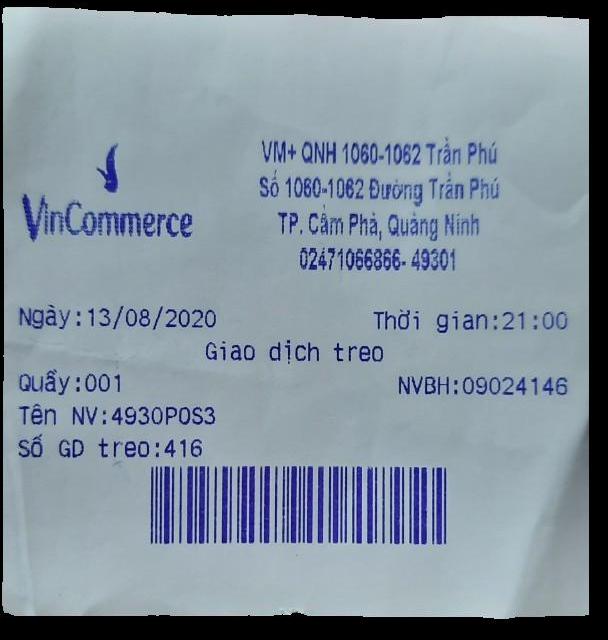 VinCommerce
VM+ QNH 1060-1062 Trần Phú
Số 1060-1062 Đường Trần Phú
TP. Cẩm Phả, Quảng Ninh
02471066866- 49301
Ngày:13/08/2020 Thời gian:21:00
Giao dịch treo
Quầy:001 NVBH:09024146
Tên NV:4930POS3
Số GD treo:416